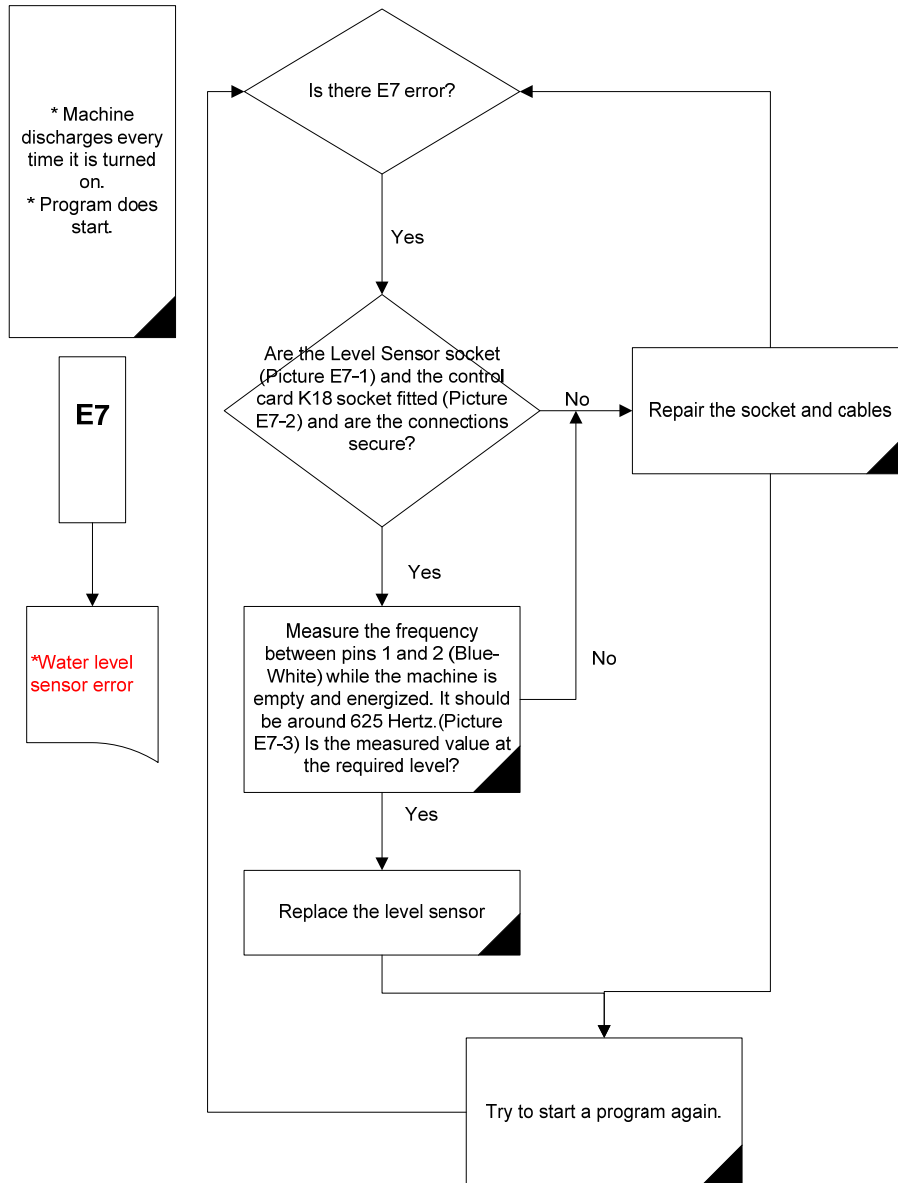 * Machine
discharges every
time it is turned
on.
* Program does
start.
E7
*Water level
sensor error
Is there E7 error?
Yes
Are the Level Sensor socket
(Picture E7-1) and the control
card K18 socket fitted (Picture
E7-2) and are the connections
secure?
No
Repair the socket and cables
Yes
Measure the frequency
between pins 1 and 2 (Blue-
White) while the machine is
empty and energized. It should
be around 625 Hertz.(Picture
E7-3) Is the measured value at
the required level?
No
Yes
Replace the level sensor
Try to start a program again.